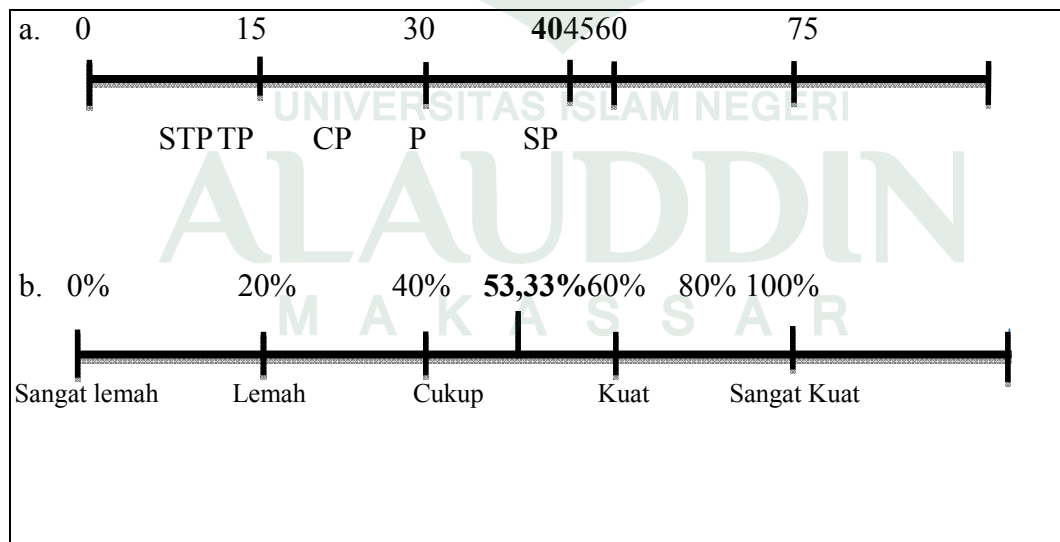 a. 0 15 30 404560 75
UNIVERSITAS ISLAM NEGERI
STP TP CP P SP
ALAUDDIN
b. 0% 20% 40% 53,33%60% 80% 100%
M A K A S S A R
Sangat lemah Lemah Cukup Kuat Sangat Kuat